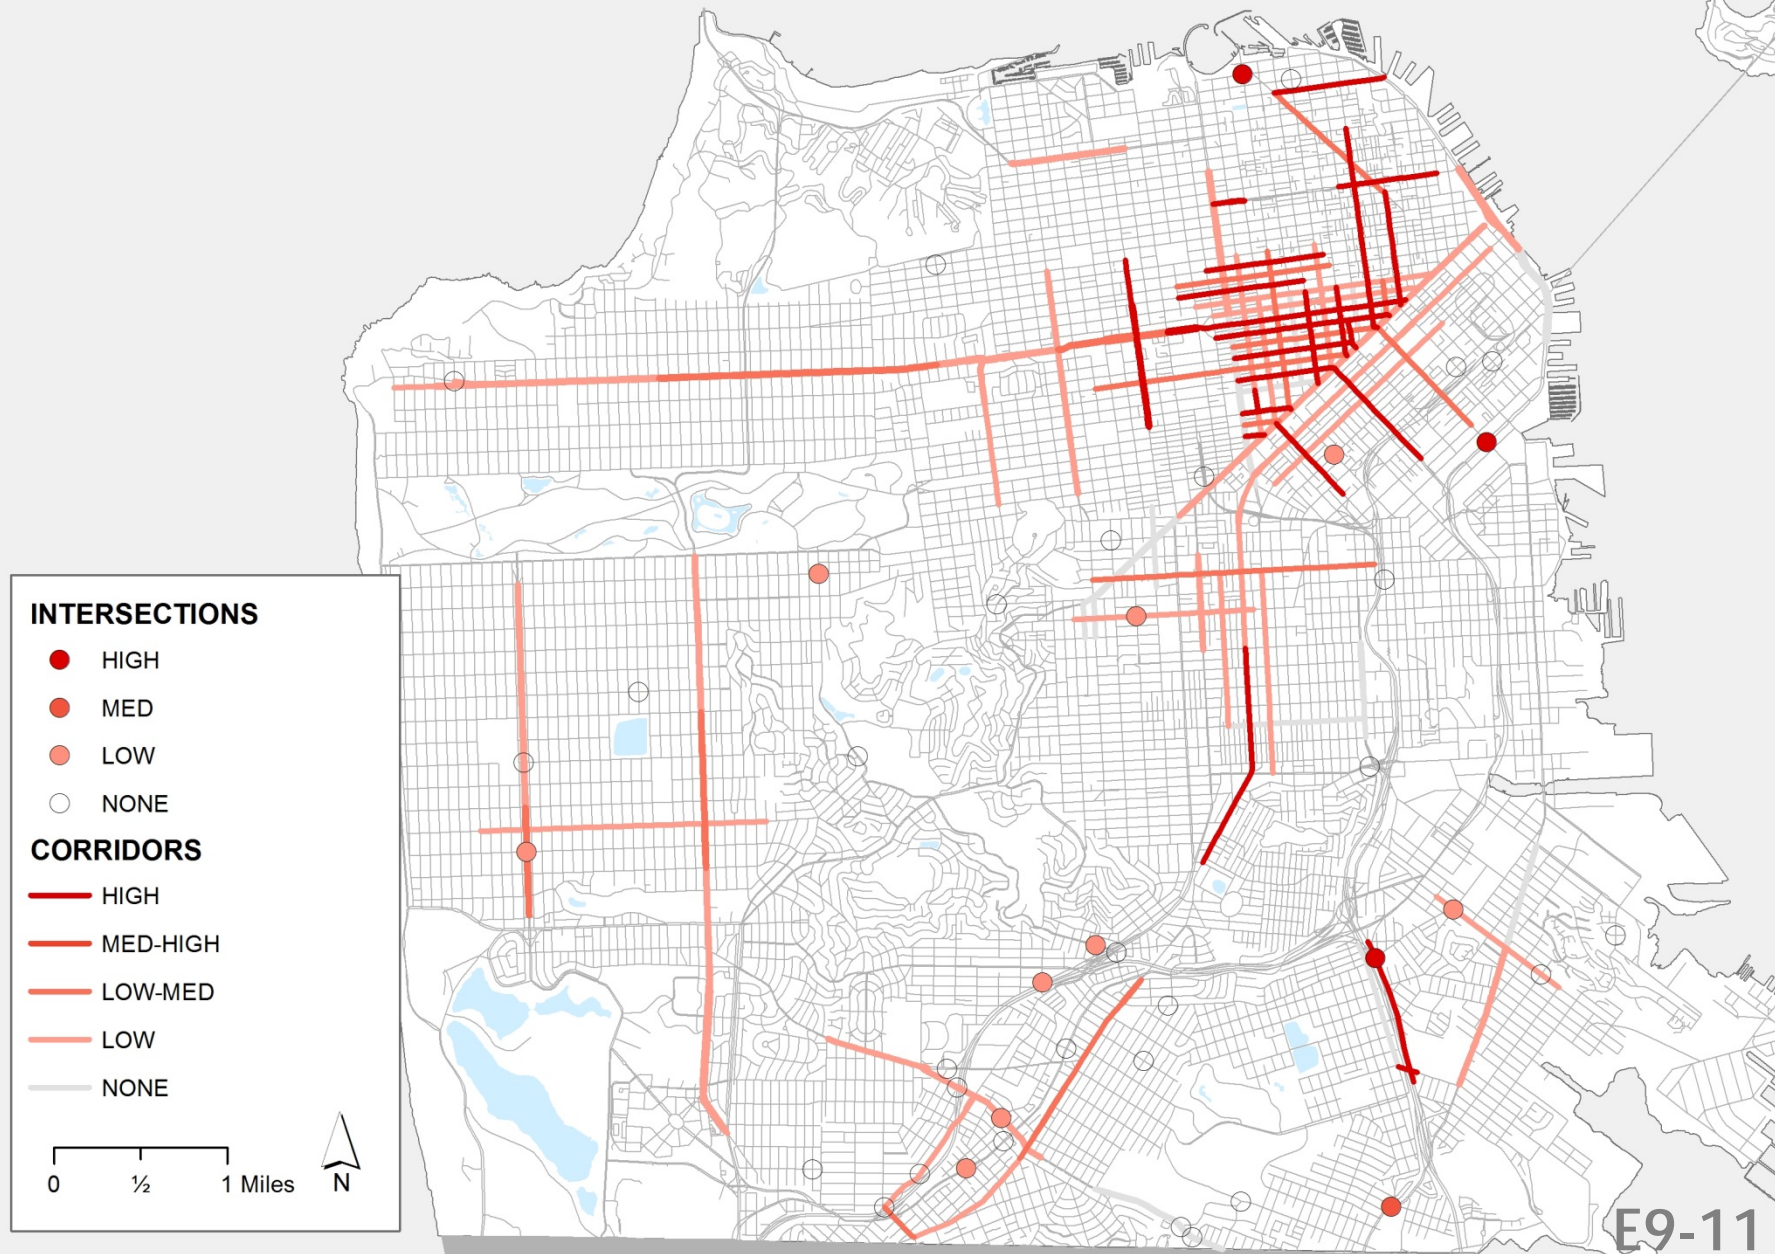 INTERSECTIONS
HIGH
MED
LOW
NONE
CORRIDORS
HIGH
MED-HIGH
LOW-MED
LOW
NONE
0 ½ 1 Miles
N
E9-11